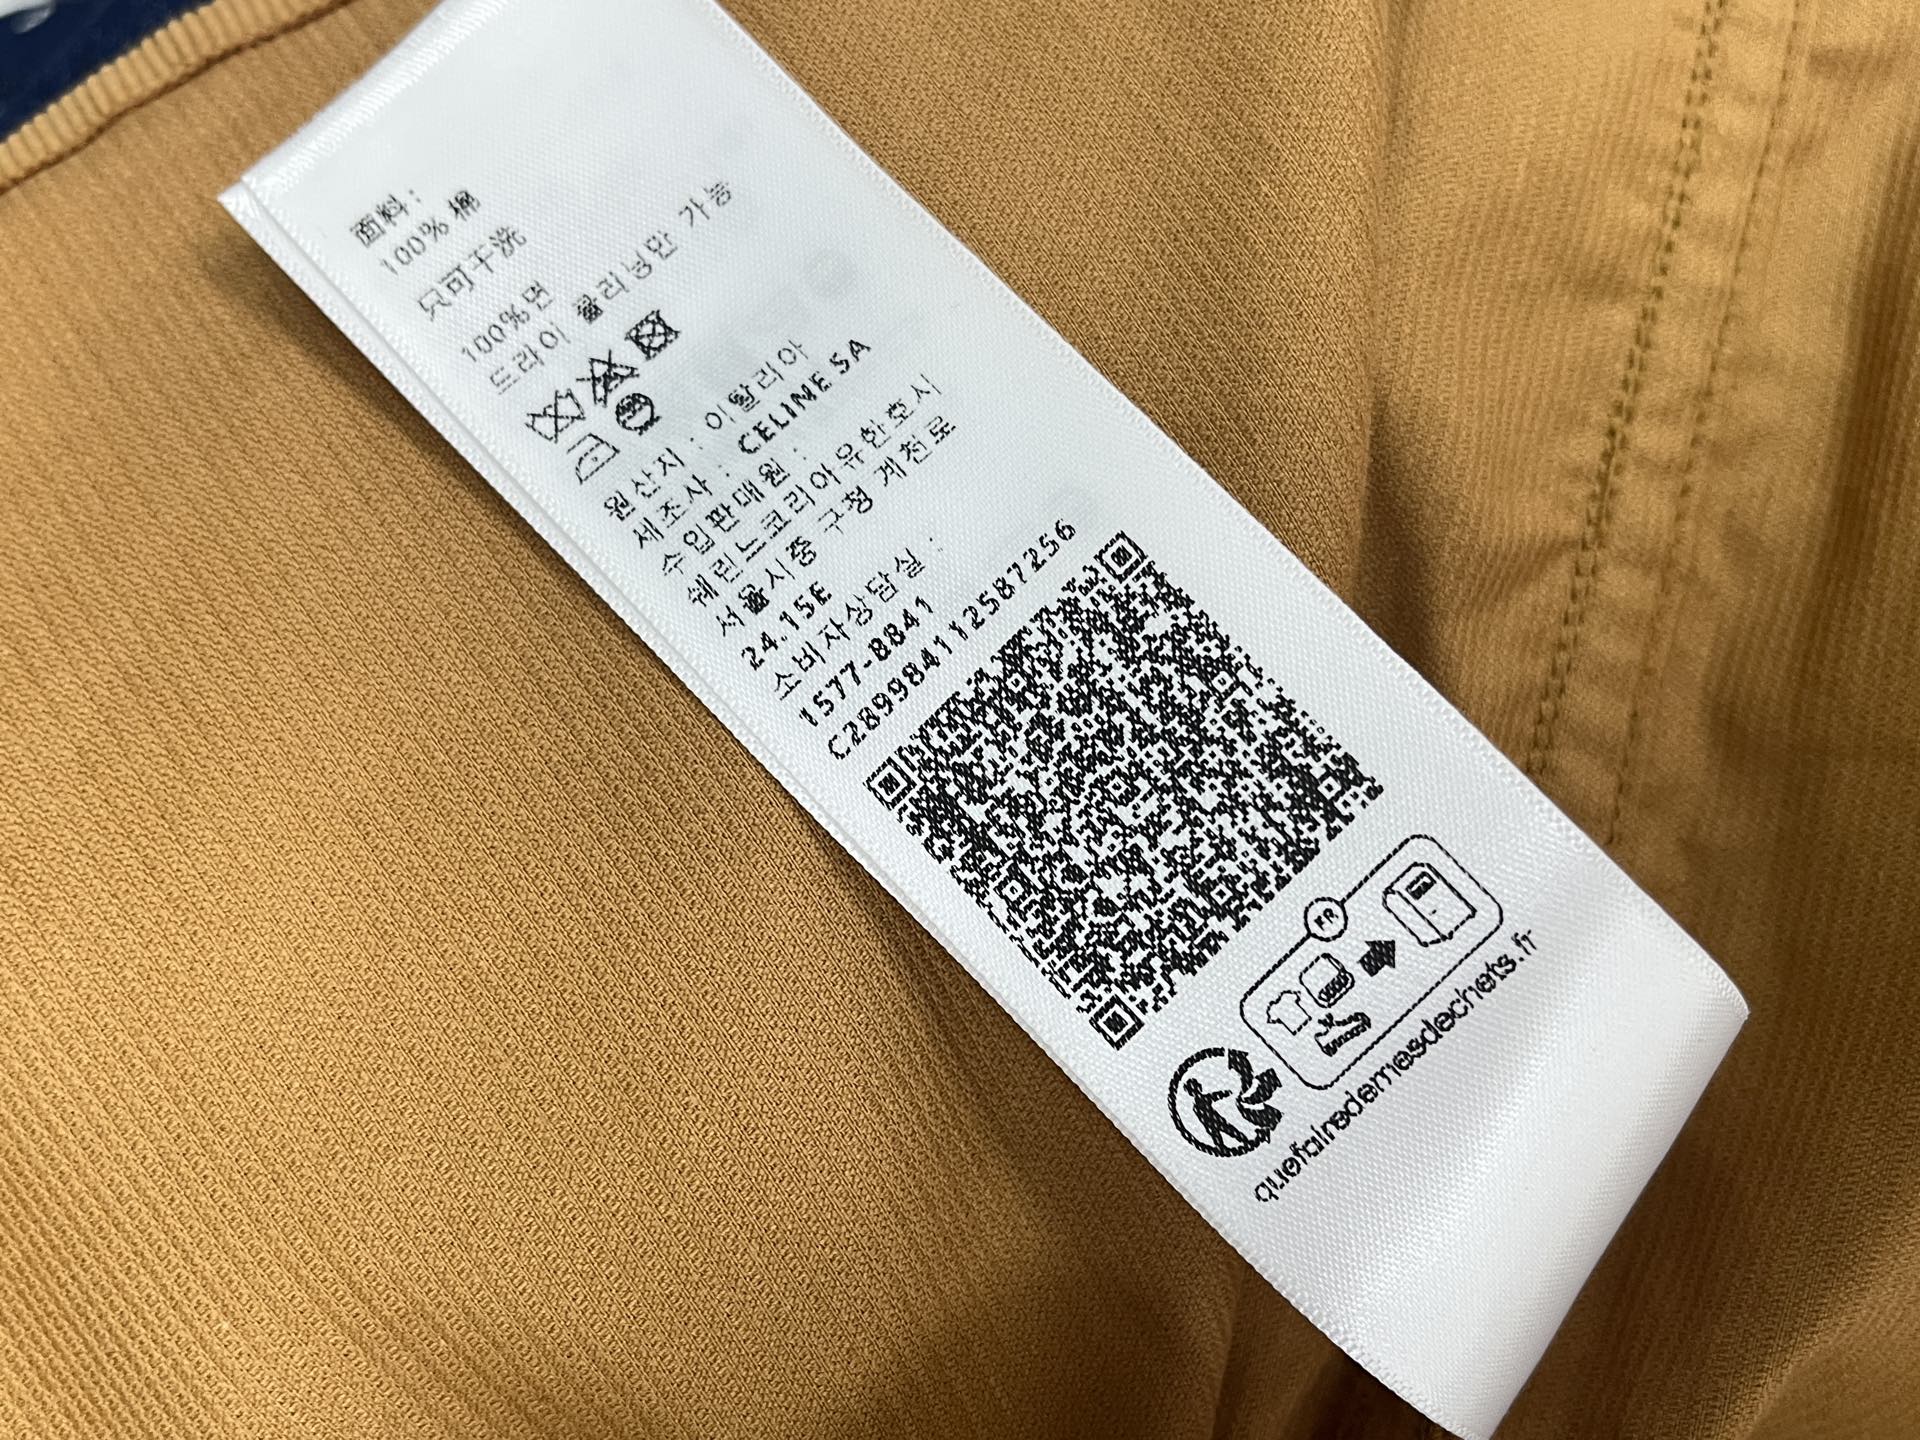 面料：
100% 棉
只可干洗
100%면
드라이 클리닝만 가능
원산지 : 이탈리아
제조사 : CELINE SA
수입판매원 :
쎄린느코리아유한회사
서울시중 구청 계천로
24.15F
소비자상담실 :
1577-8841
C289984112587256
FR
quefairedemesdechets.fr